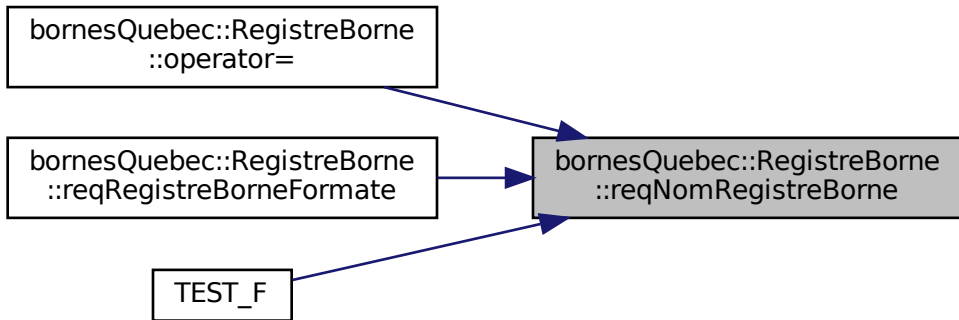 bornesQuebec::RegistreBorne
::operator=
bornesQuebec::RegistreBorne
::reqRegistreBorneFormate
bornesQuebec::RegistreBorne
::reqNomRegistreBorne
TEST_F